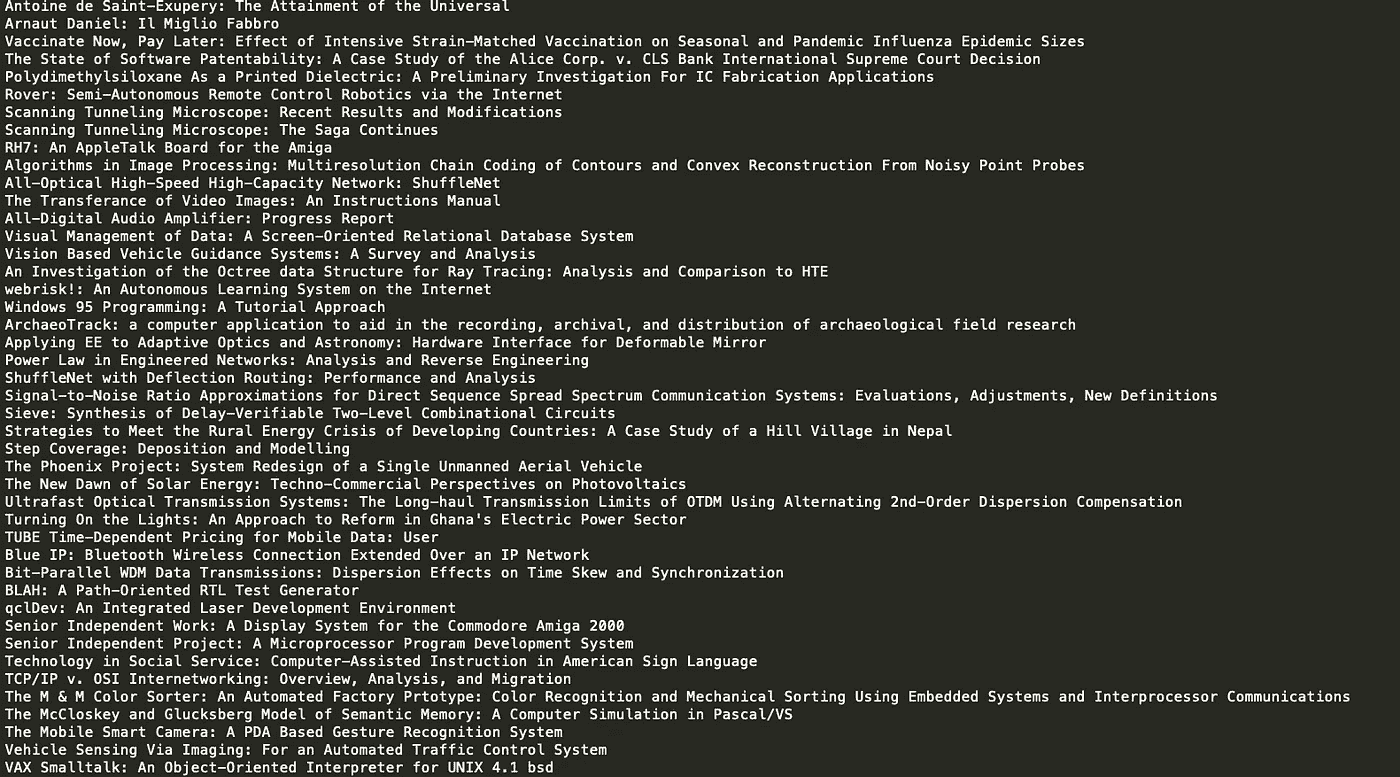 Antoine de Saint-Exupery: The Attainment of the Universal
Arnaut Daniel: Il Miglio Fabbro
Vaccinate Now, Pay Later: Effect of Intensive Strain-Matched Vaccination on Seasonal and Pandemic Influenza Epidemic Sizes
The State of Software Patentability: A Case Study of the Alice Corp. v. CLS Bank International Supreme Court Decision
Polydimethylsiloxane As a Printed Dielectric: A Preliminary Investigation For IC Fabrication Applications
Rover: Semi-Autonomous Remote Control Robotics via the Internet
Scanning Tunneling Microscope: Recent Results and Modifications
Scanning Tunneling Microscope: The Saga Continues
RH7: An AppleTalk Board for the Amiga
Algorithms in Image Processing: Multiresolution Chain Coding of Contours and Convex Reconstruction From Noisy Point Probes
All-Optical High-Speed High-Capacity Network: ShuffleNet
The Transferance of Video Images: An Instructions Manual
All-Digital Audio Amplifier: Progress Report
Visual Management of Data: A Screen-Oriented Relational Database System
Vision Based Vehicle Guidance Systems: A Survey and Analysis
An Investigation of the Octree data Structure for Ray Tracing: Analysis and Comparison to HTE
webrisk!: An Autonomous Learning System on the Internet
Windows 95 Programming: A Tutorial Approach
ArchaeoTrack: a computer application to aid in the recording, archival, and distribution of archaeological field research
Applying EE to Adaptive Optics and Astronomy: Hardware Interface for Deformable Mirror
Power Law in Engineered Networks: Analysis and Reverse Engineering
ShuffleNet with Deflection Routing: Performance and Analysis
Signal-to-Noise Ratio Approximations for Direct Sequence Spread Spectrum Communication Systems: Evaluations, Adjustments, New Definitions
Sieve: Synthesis of Delay-Verifiable Two-Level Combinational Circuits
Strategies to Meet the Rural Energy Crisis of Developing Countries: A Case Study of a Hill Village in Nepal
Step Coverage: Deposition and Modelling
The Phoenix Project: System Redesign of a Single Unmanned Aerial Vehicle
The New Dawn of Solar Energy: Techno-Commercial Perspectives on Photovoltaics
Ultrafast Optical Transmission Systems: The Long-haul Transmission Limits of OTDM Using Alternating 2nd-Order Dispersion Compensation
Turning On the Lights: An Approach to Reform in Ghana's Electric Power Sector
TUBE Time-Dependent Pricing for Mobile Data: User
Blue IP: Bluetooth Wireless Connection Extended Over an IP Network
Bit-Parallel WDM Data Transmissions: Dispersion Effects on Time Skew and Synchronization
BLAH: A Path-Oriented RTL Test Generator
qclDev: An Integrated Laser Development Environment
Senior Independent Work: A Display System for the Commodore Amiga 2000
Senior Independent Project: A Microprocessor Program Development System
Technology in Social Service: Computer-Assisted Instruction in American Sign Language
TCP/IP v. OSI Internetworking: Overview, Analysis, and Migration
The M & M Color Sorter: An Automated Factory Prtotype: Color Recognition and Mechanical Sorting Using Embedded Systems and Interprocessor Communications
The McCloskey and Glucksberg Model of Semantic Memory: A Computer Simulation in Pascal/VS
The Mobile Smart Camera: A PDA Based Gesture Recognition System
Vehicle Sensing Via Imaging: For an Automated Traffic Control System
VAX Smalltalk: An Object-Oriented Interpreter for UNIX 4.1 bsd